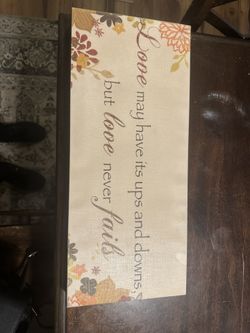 Love may have its ups and downs,
but love never fails